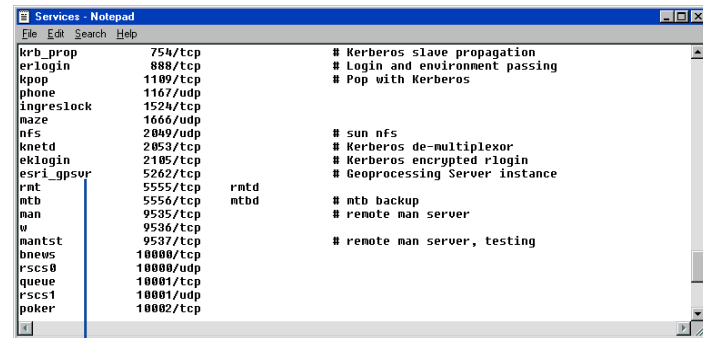 Services - Notepad
File Edit Search Help
krb_prop 754/tcp # Kerberos slave propagation
erlogin 888/tcp # Login and environment passing
kpop 1109/tcp # Pop with Kerberos
phone 1167/udp
ingreslock 1524/tcp
maze 1666/udp
nfs 2049/udp # sun nfs
knetd 2053/tcp # Kerberos de-multiplexor
eklogin 2105/tcp # Kerberos encrypted rlogin
esri_gpsvr 5262/tcp # Geoprocessing Server instance
rmt 5555/tcp rmtd
mtb 5556/tcp mtbd # mtb backup
man 9535/tcp # remote man server
w 9536/tcp
mantst 9537/tcp # remote man server, testing
bnews 10000/tcp
rscs0 10000/udp
queue 10001/tcp
rscs1 10001/udp
poker 10002/tcp